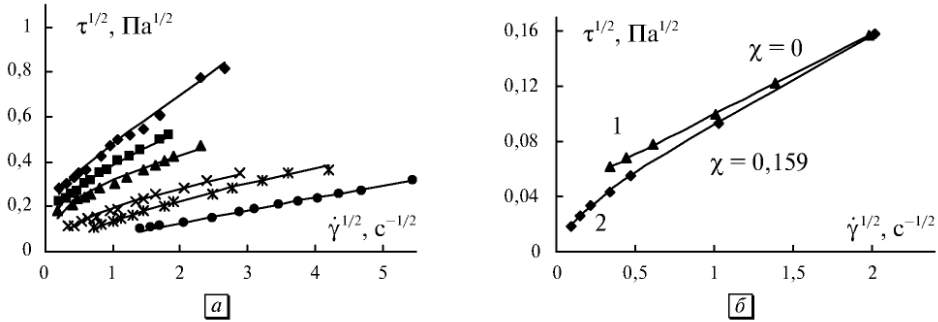 τ^1/2, Па^1/2
1
0,8
0,6
0,4
0,2
0
0 1 2 3 4 5
γ̇^1/2, с^−1/2
а
τ^1/2, Па^1/2
0,16
0,12
0,08
0,04
0
χ = 0
1
χ = 0,159
2
γ̇^1/2, с^−1/2
0 0,5 1 1,5 2
б